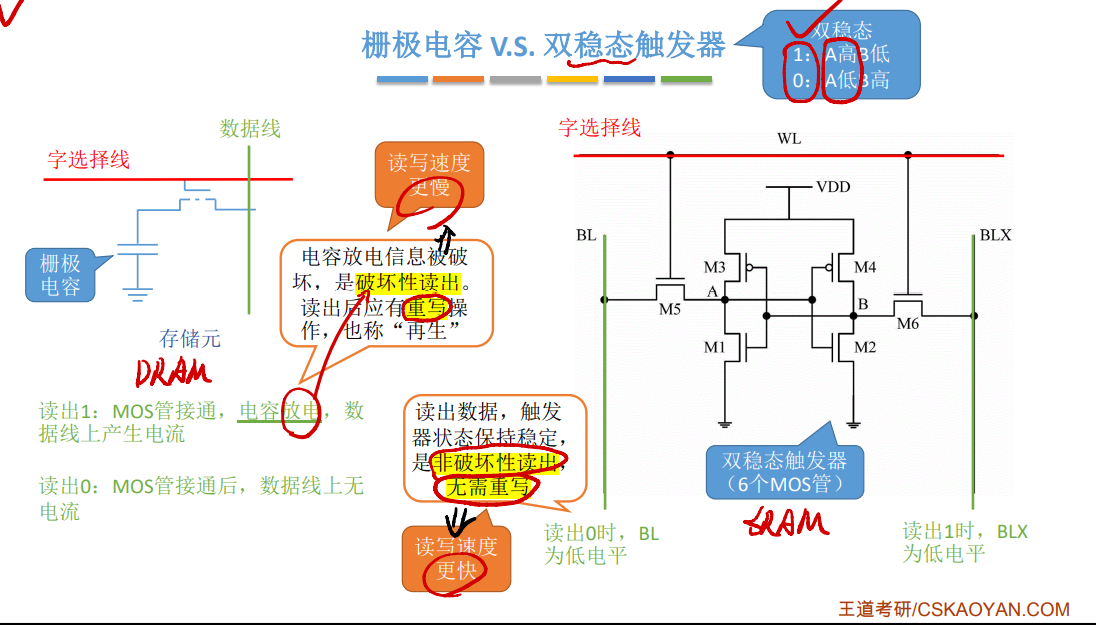 栅极电容 V.S. 双稳态触发器
双稳态
1：A高B低
0：A低B高
数据线
字选择线
栅极
电容
存储元
DRAM
读写速度
更慢
电容放电信息被破
坏，是破坏性读出。
读出后应有重写操
作，也称“再生”
读出1：MOS管接通，电容放电，数
据线上产生电流
读出0：MOS管接通后，数据线上无
电流
读出数据，触发
器状态保持稳定，
是非破坏性读出，
无需重写
读写速度
更快
字选择线
WL
VDD
BL
BLX
M3
M4
A
B
M5
M6
M1
M2
双稳态触发器
（6个MOS管）
SRAM
读出0时，BL
为低电平
读出1时，BLX
为低电平
王道考研/CSKAOYAN.COM